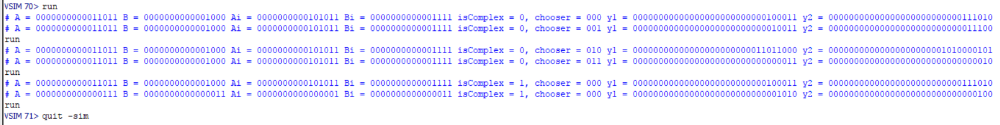 VSIM 70> run
# A = 0000000000011011 B = 0000000000001000 Ai = 0000000000101011 Bi = 0000000000001111 isComplex = 0, chooser = 000 y1 = 00000000000000000000000000100011 y2 = 00000000000000000000000000111010
# A = 0000000000011011 B = 0000000000001000 Ai = 0000000000101011 Bi = 0000000000001111 isComplex = 0, chooser = 001 y1 = 00000000000000000000000000010011 y2 = 00000000000000000000000000011100
run
# A = 0000000000011011 B = 0000000000001000 Ai = 0000000000101011 Bi = 0000000000001111 isComplex = 0, chooser = 010 y1 = 00000000000000000000000011011000 y2 = 00000000000000000000001010000101
# A = 0000000000011011 B = 0000000000001000 Ai = 0000000000101011 Bi = 0000000000001111 isComplex = 0, chooser = 011 y1 = 00000000000000000000000000000011 y2 = 00000000000000000000000000000010
run
# A = 0000000000011011 B = 0000000000001000 Ai = 0000000000101011 Bi = 0000000000001111 isComplex = 1, chooser = 000 y1 = 00000000000000000000000000100011 y2 = 00000000000000000000000000111010
# A = 0000000000000111 B = 0000000000000011 Ai = 0000000000000001 Bi = 0000000000000011 isComplex = 1, chooser = 000 y1 = 00000000000000000000000000001010 y2 = 00000000000000000000000000000100
run
VSIM 71> quit -sim